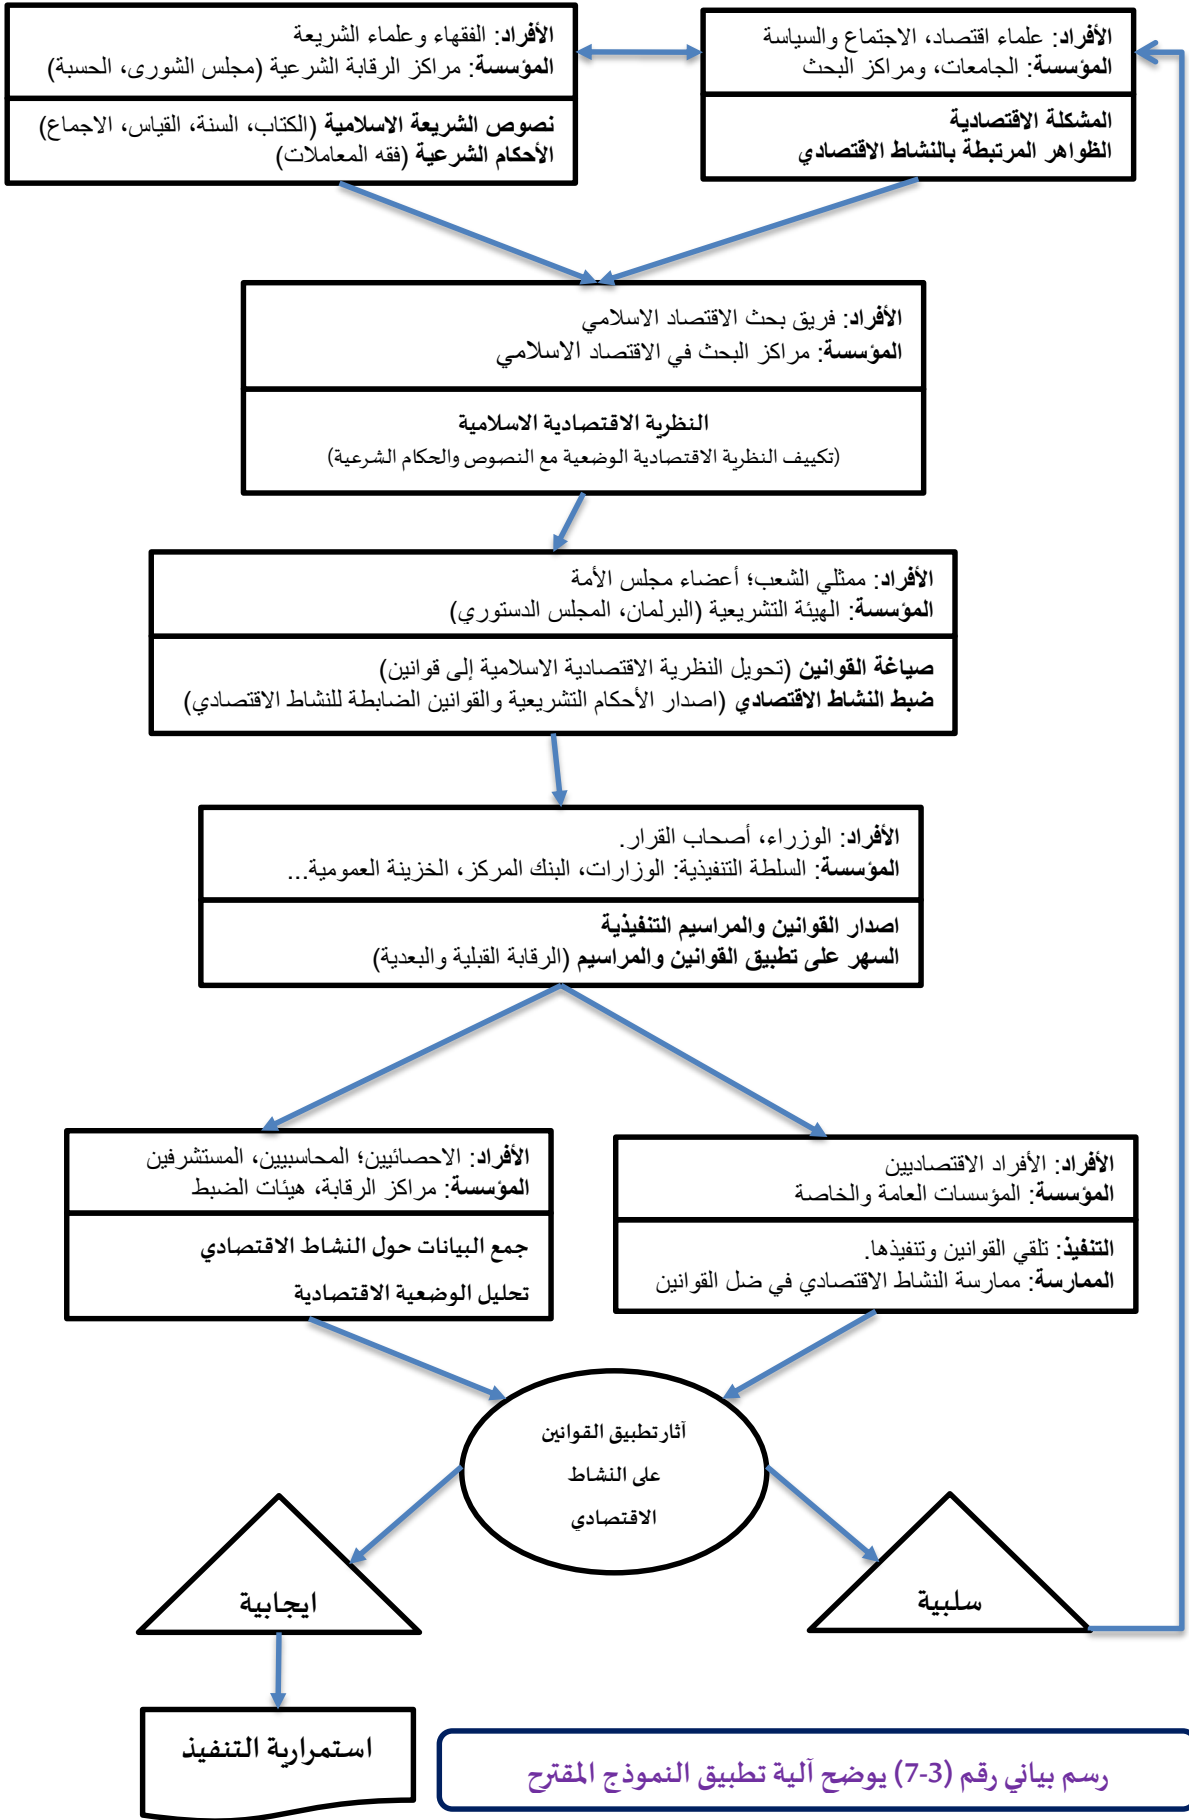 الأفراد: علماء اقتصاد، الاجتماع والسياسة
المؤسسة: الجامعات، ومراكز البحث
المشكلة الاقتصادية
الظواهر المرتبطة بالنشاط الاقتصادي
الأفراد: الفقهاء وعلماء الشريعة
المؤسسة: مراكز الرقابة الشرعية (مجلس الشورى، الحسبة)
نصوص الشريعة الاسلامية (الكتاب، السنة، القياس، الاجماع)
الأحكام الشرعية (فقه المعاملات)
الأفراد: فريق بحث الاقتصاد الاسلامي
المؤسسة: مراكز البحث في الاقتصاد الاسلامي
النظرية الاقتصادية الاسلامية
(تكييف النظرية الاقتصادية الوضعية مع النصوص والحكام الشرعية)
الأفراد: ممثلي الشعب؛ أعضاء مجلس الأمة
المؤسسة: الهيئة التشريعية (البرلمان، المجلس الدستوري)
صياغة القوانين (تحويل النظرية الاقتصادية الاسلامية إلى قوانين)
ضبط النشاط الاقتصادي (اصدار الأحكام التشريعية والقوانين الضابطة للنشاط الاقتصادي)
الأفراد: الوزراء، أصحاب القرار.
المؤسسة: السلطة التنفيذية: الوزارات، البنك المركز، الخزينة العمومية...
اصدار القوانين والمراسيم التنفيذية
السهر على تطبيق القوانين والمراسيم (الرقابة القبلية والبعدية)
الأفراد: الأفراد الاقتصاديين
المؤسسة: المؤسسات العامة والخاصة
التنفيذ: تلقي القوانين وتنفيذها.
الممارسة: ممارسة النشاط الاقتصادي في ضل القوانين
الأفراد: الاحصائيين؛ المحاسبيين، المستشرفين
المؤسسة: مراكز الرقابة، هيئات الضبط
جمع البيانات حول النشاط الاقتصادي
تحليل الوضعية الاقتصادية
آثار تطبيق القوانين
على النشاط
الاقتصادي
سلبية
ايجابية
استمرارية التنفيذ
رسم بياني رقم (3-7) يوضح آلية تطبيق النموذج المقترح